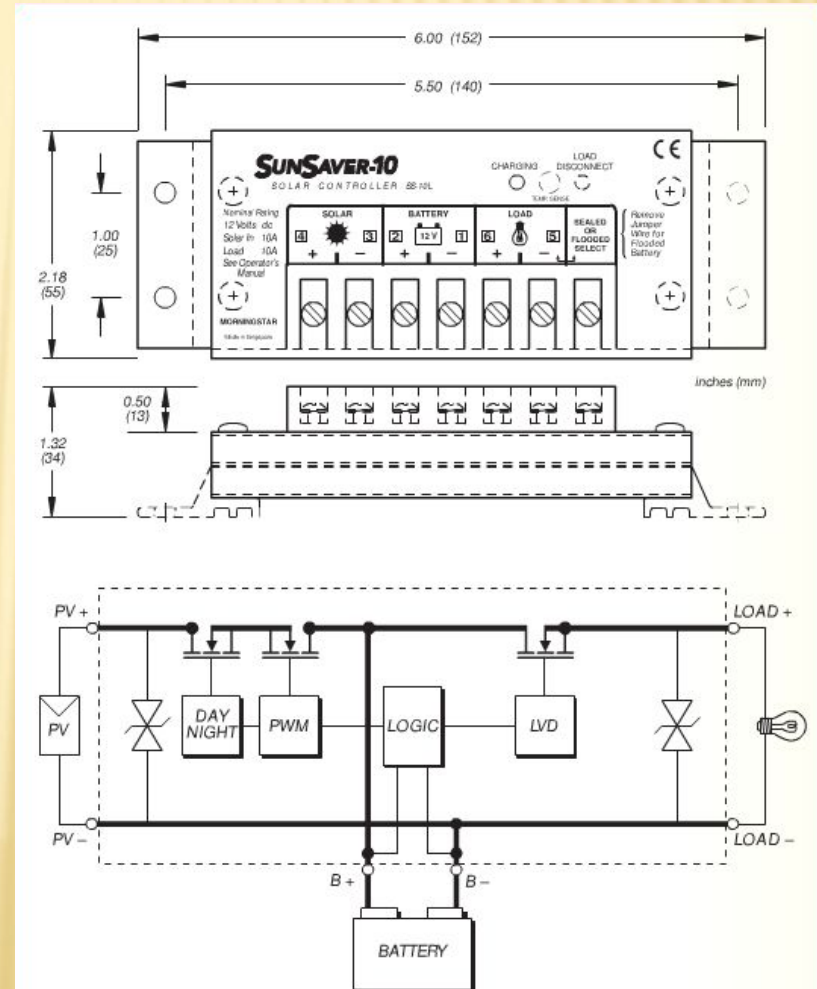 6.00 (152)
5.50 (140)
SUNSAVER-10
SOLAR CONTROLLER SS-10L
CHARGING
LOAD
DISCONNECT
TEMP. SENSE
CE
Nominal Rating
12 Volts dc
Solar In 10A
Load 10A
See Operator's
Manual
MORNINGSTAR
SOLAR
4
3
+ –
BATTERY
2
12 V
1
+ –
LOAD
6
5
+ –
SEALED
OR
FLOODED
SELECT
Remove
Jumper
Wire for
Flooded
Battery
1.00
(25)
2.18
(55)
inches (mm)
0.50
(13)
1.32
(34)
PV +
LOAD +
PV
DAY
NIGHT
PWM
LOGIC
LVD
PV –
LOAD –
B +
B –
BATTERY